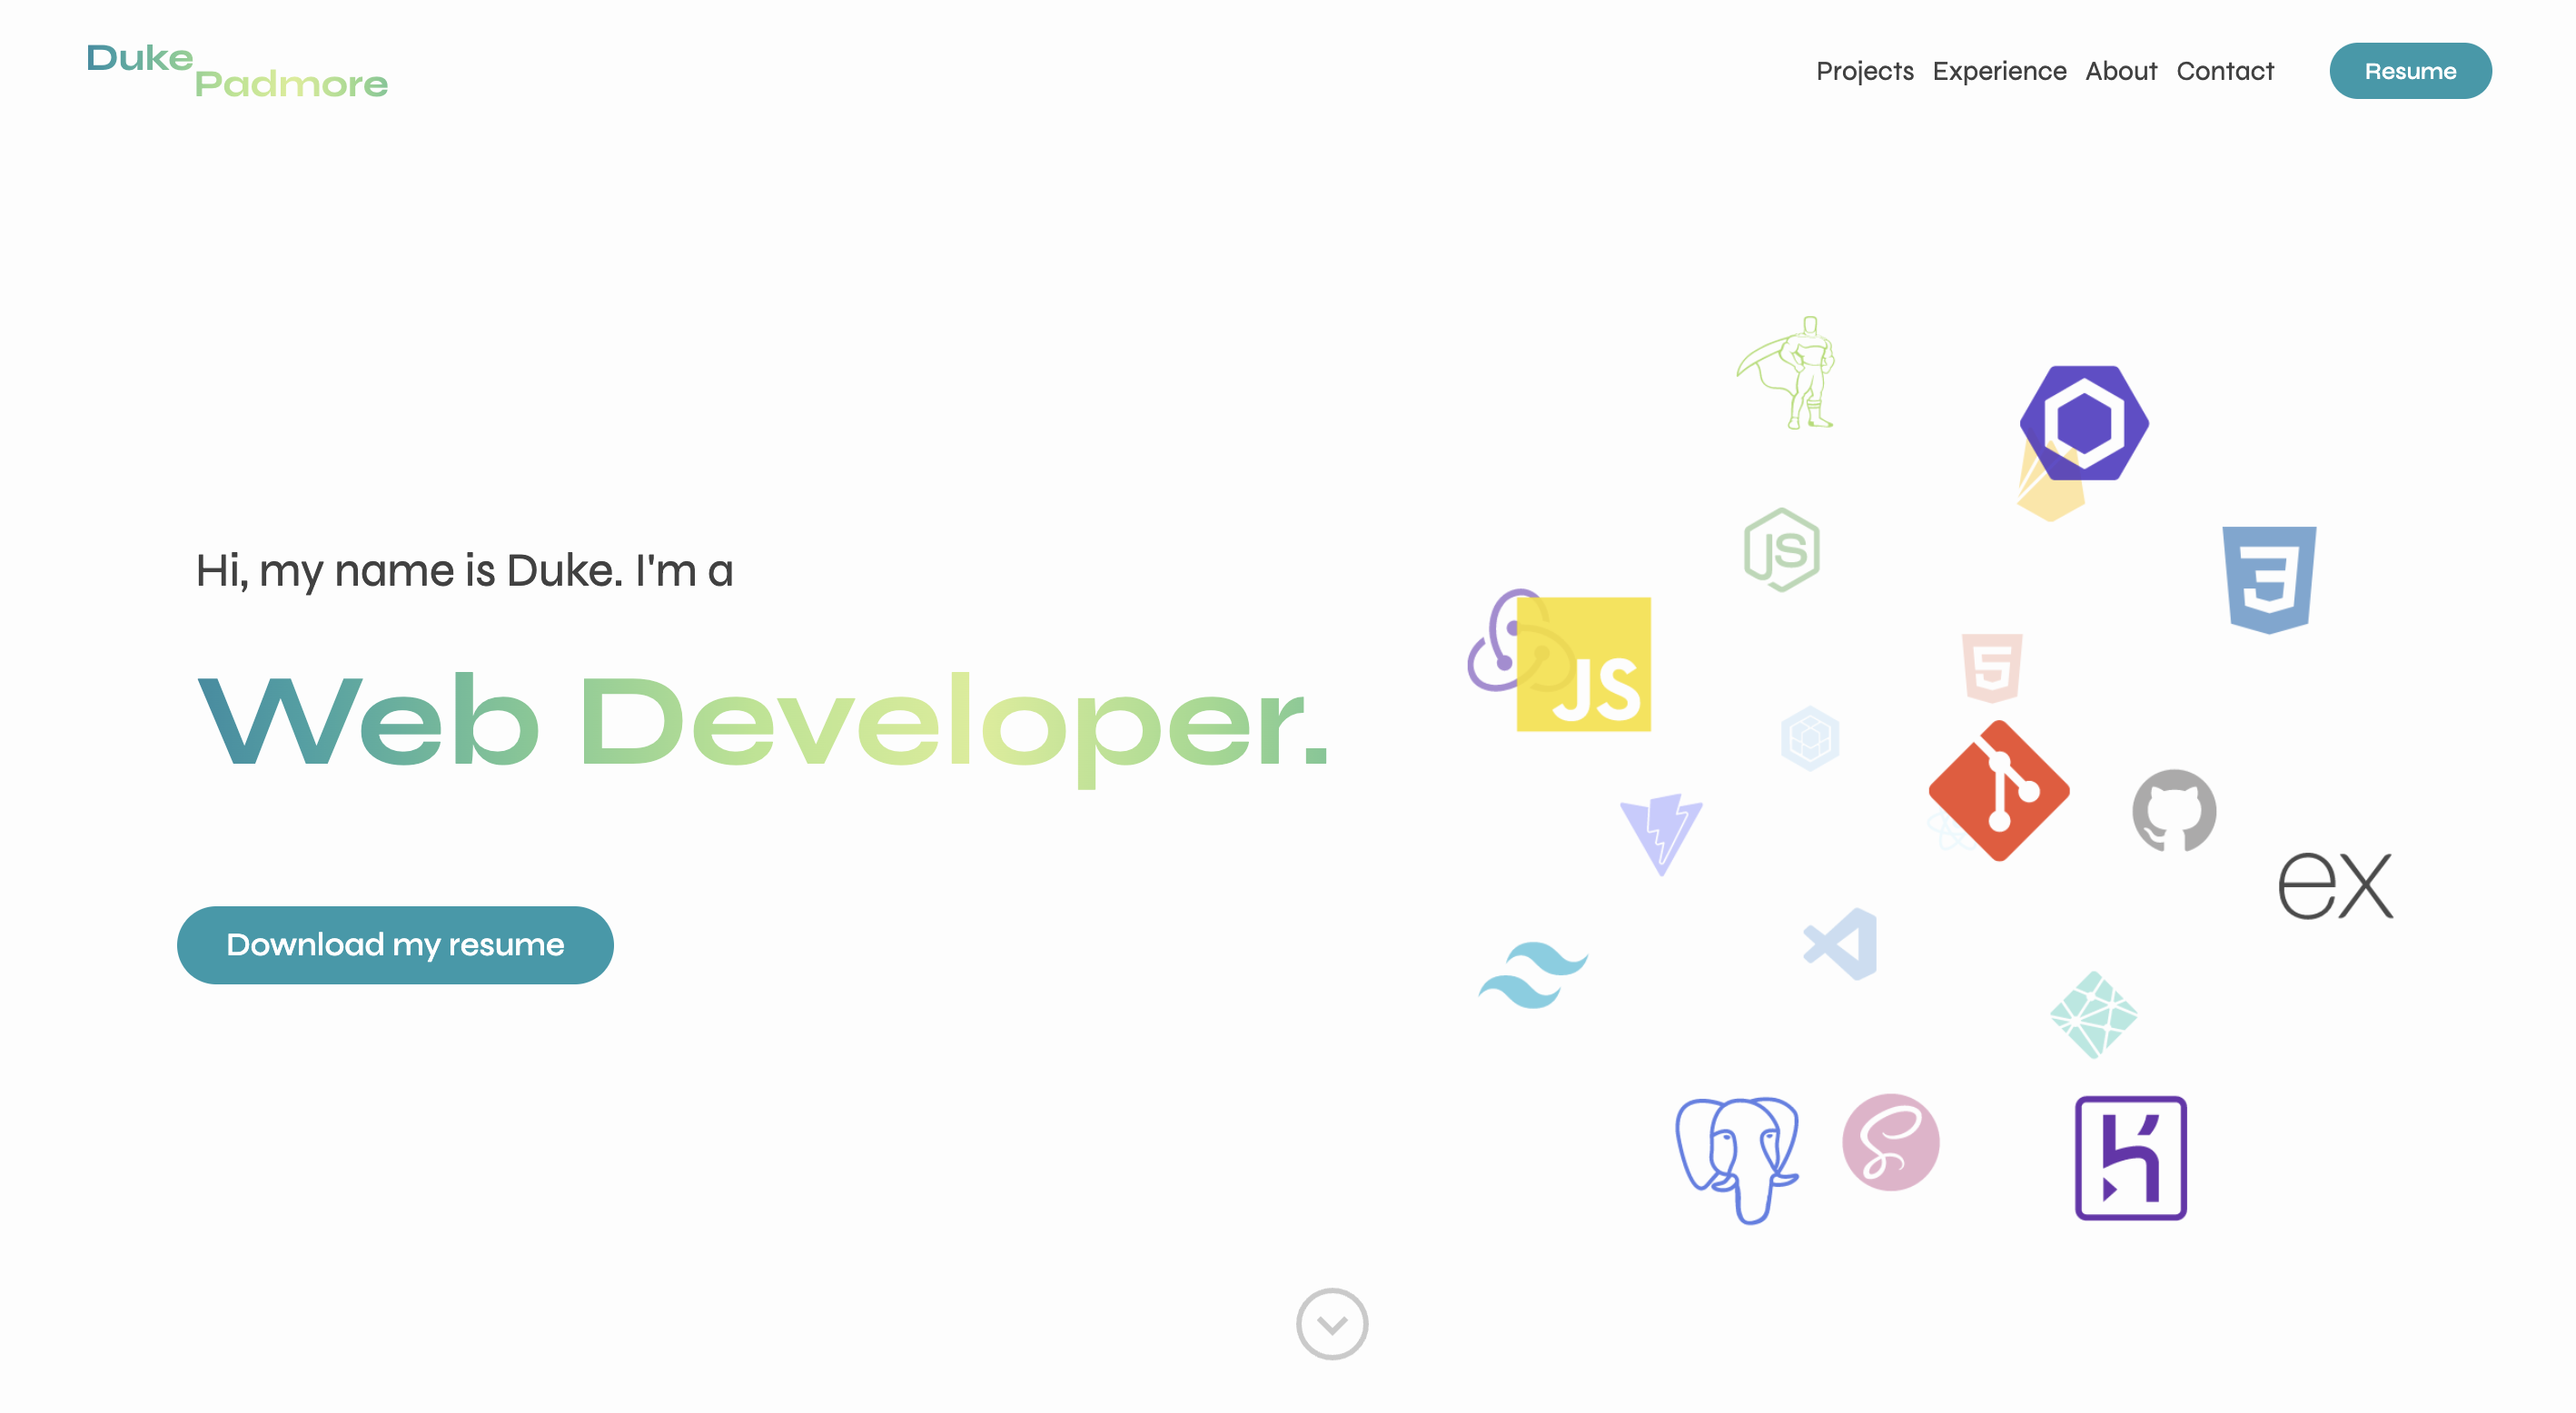 Duke
Padmore
Projects Experience About Contact Resume
Hi, my name is Duke. I'm a
Web Developer.
Download my resume
JS
JS
3
5
ex